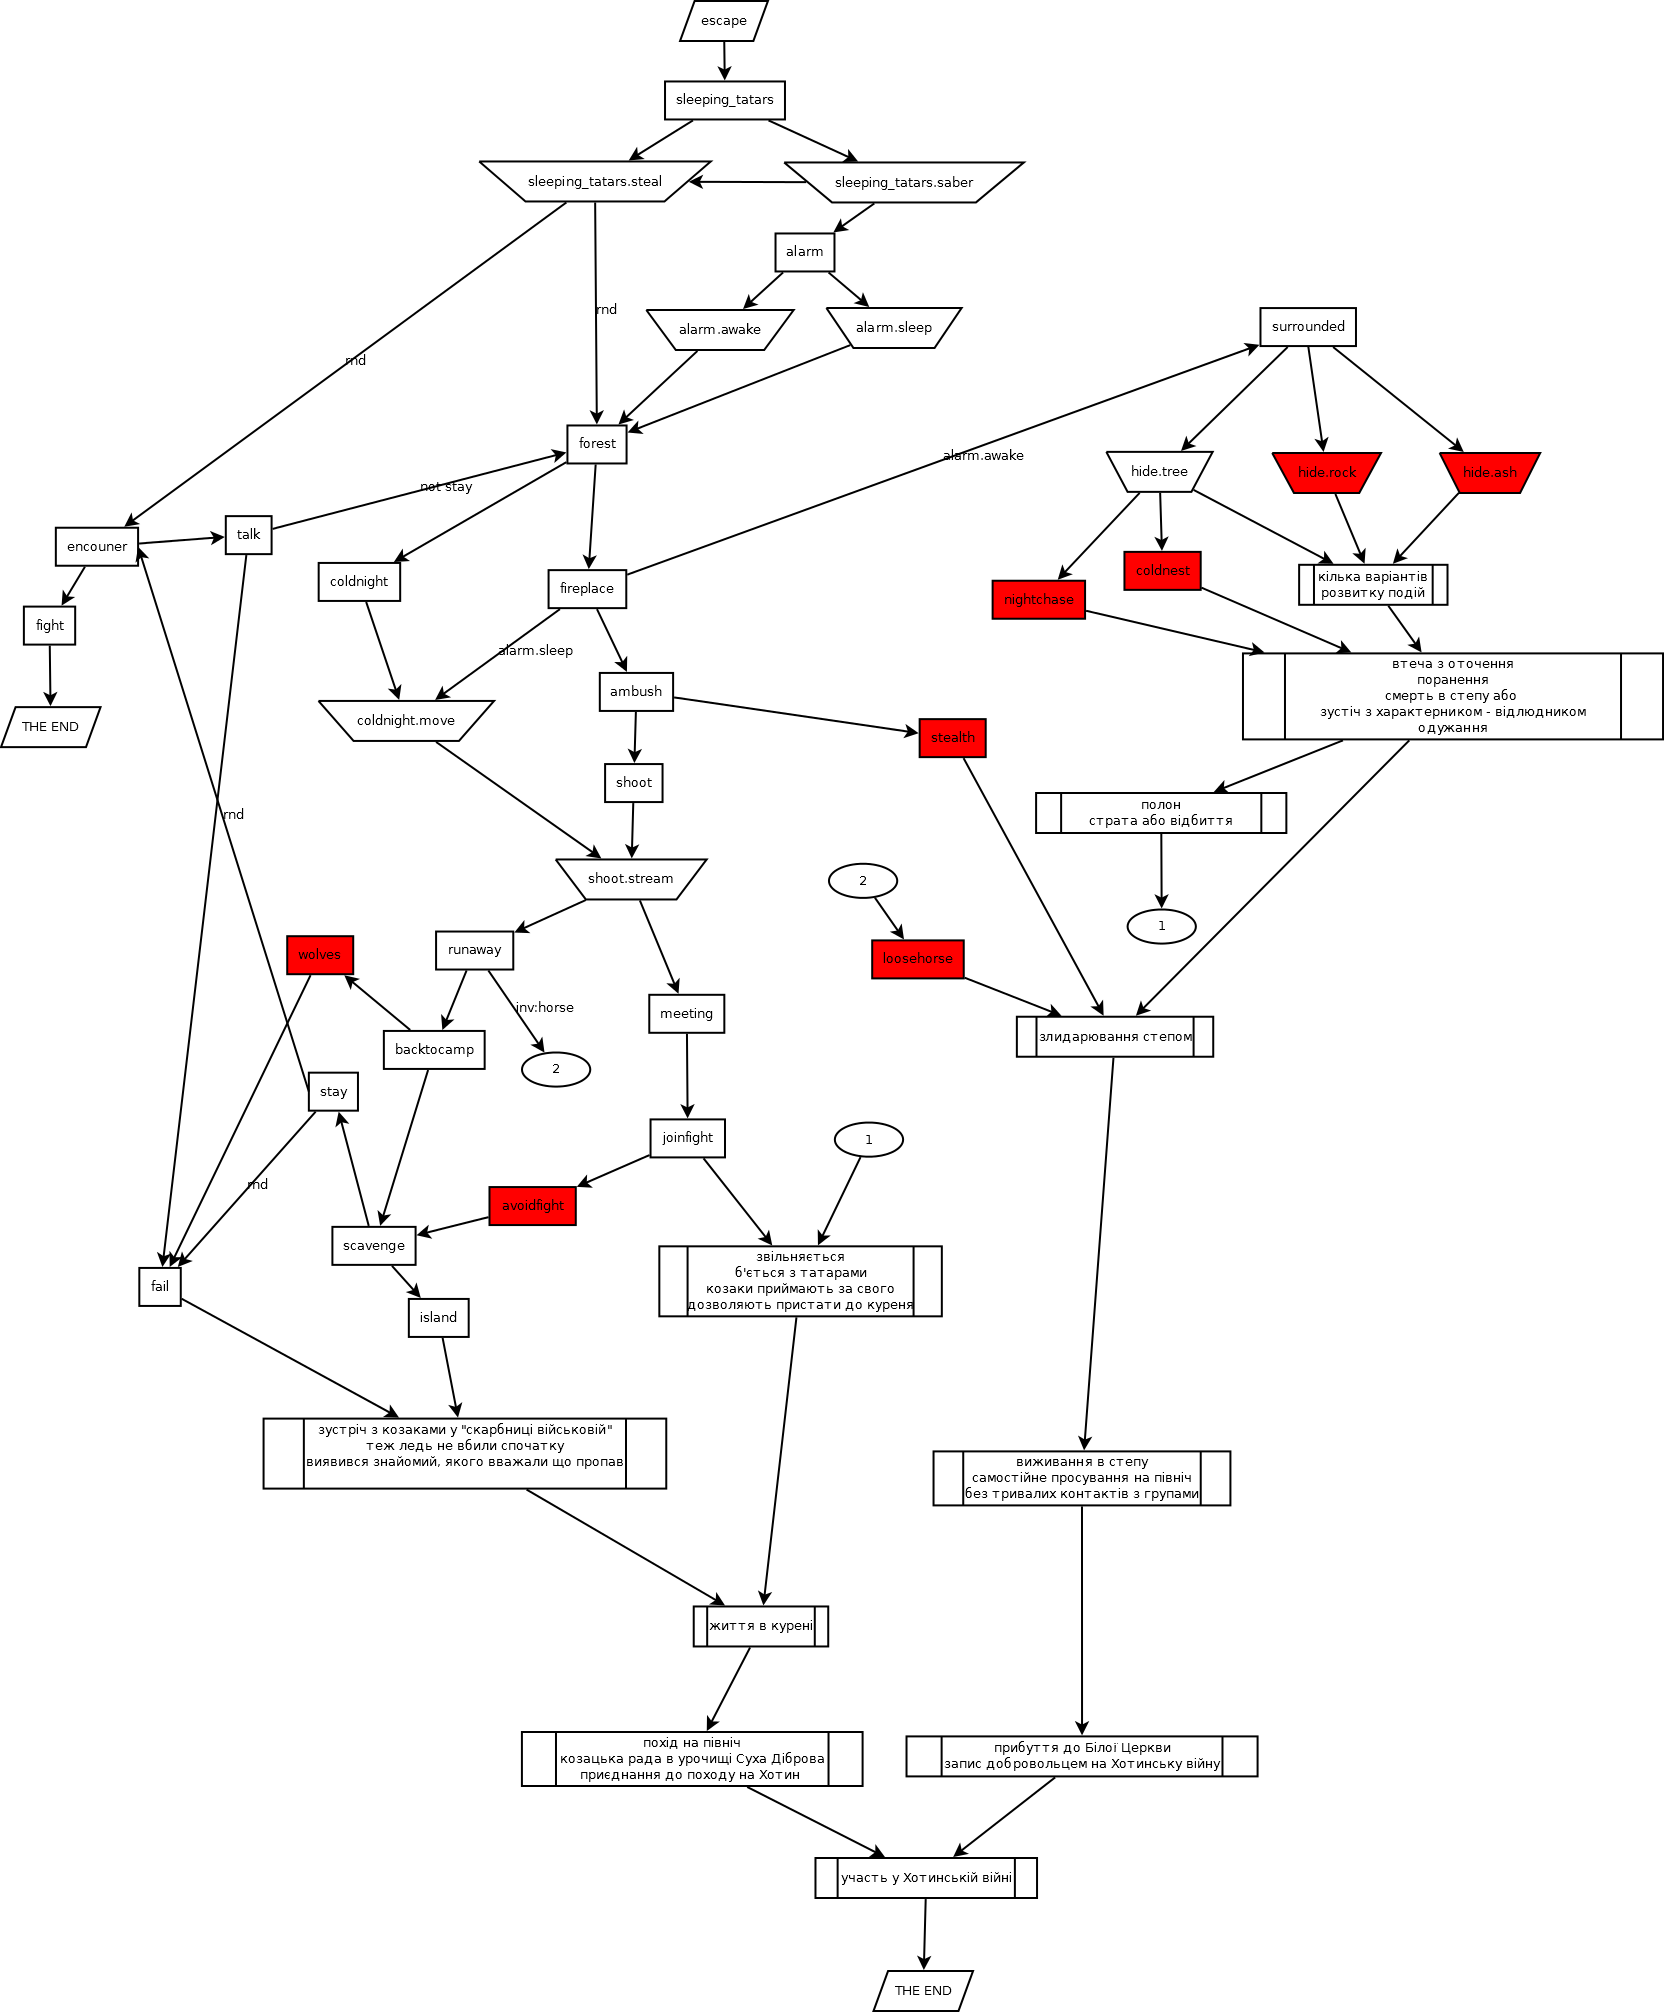 escape
sleeping_tatars
sleeping_tatars.steal
sleeping_tatars.saber
alarm
rnd
alarm.awake
alarm.sleep
surrounded
rnd
forest
alarm.awake
hide.tree
hide.rock
hide.ash
not stay
encouner
talk
coldnight
fireplace
coldnest
nightchase
кілька варіантів
розвитку подій
fight
alarm.sleep
втеча з оточення
поранення
смерть в степу або
зустіч з характерником - відлюдником
одужання
ambush
THE END
coldnight.move
stealth
shoot
полон
страта або відбиття
rnd
shoot.stream
2
1
wolves
runaway
loosehorse
inv:horse
meeting
backtocamp
злидарювання степом
2
stay
joinfight
1
rnd
avoidfight
scavenge
звільняється
б'ється з татарами
козаки приймають за свого
дозволяють пристати до куреня
fail
island
зустріч з козаками у "скарбниці військовій"
теж ледь не вбили спочатку
виявився знайомий, якого вважали що пропав
виживання в степу
самостійне просування на північ
без тривалих контактів з групами
життя в курені
похід на північ
козацька рада в урочищі Суха Діброва
приєднання до походу на Хотин
прибуття до Білої Церкви
запис добровольцем на Хотинську війну
участь у Хотинській війні
THE END